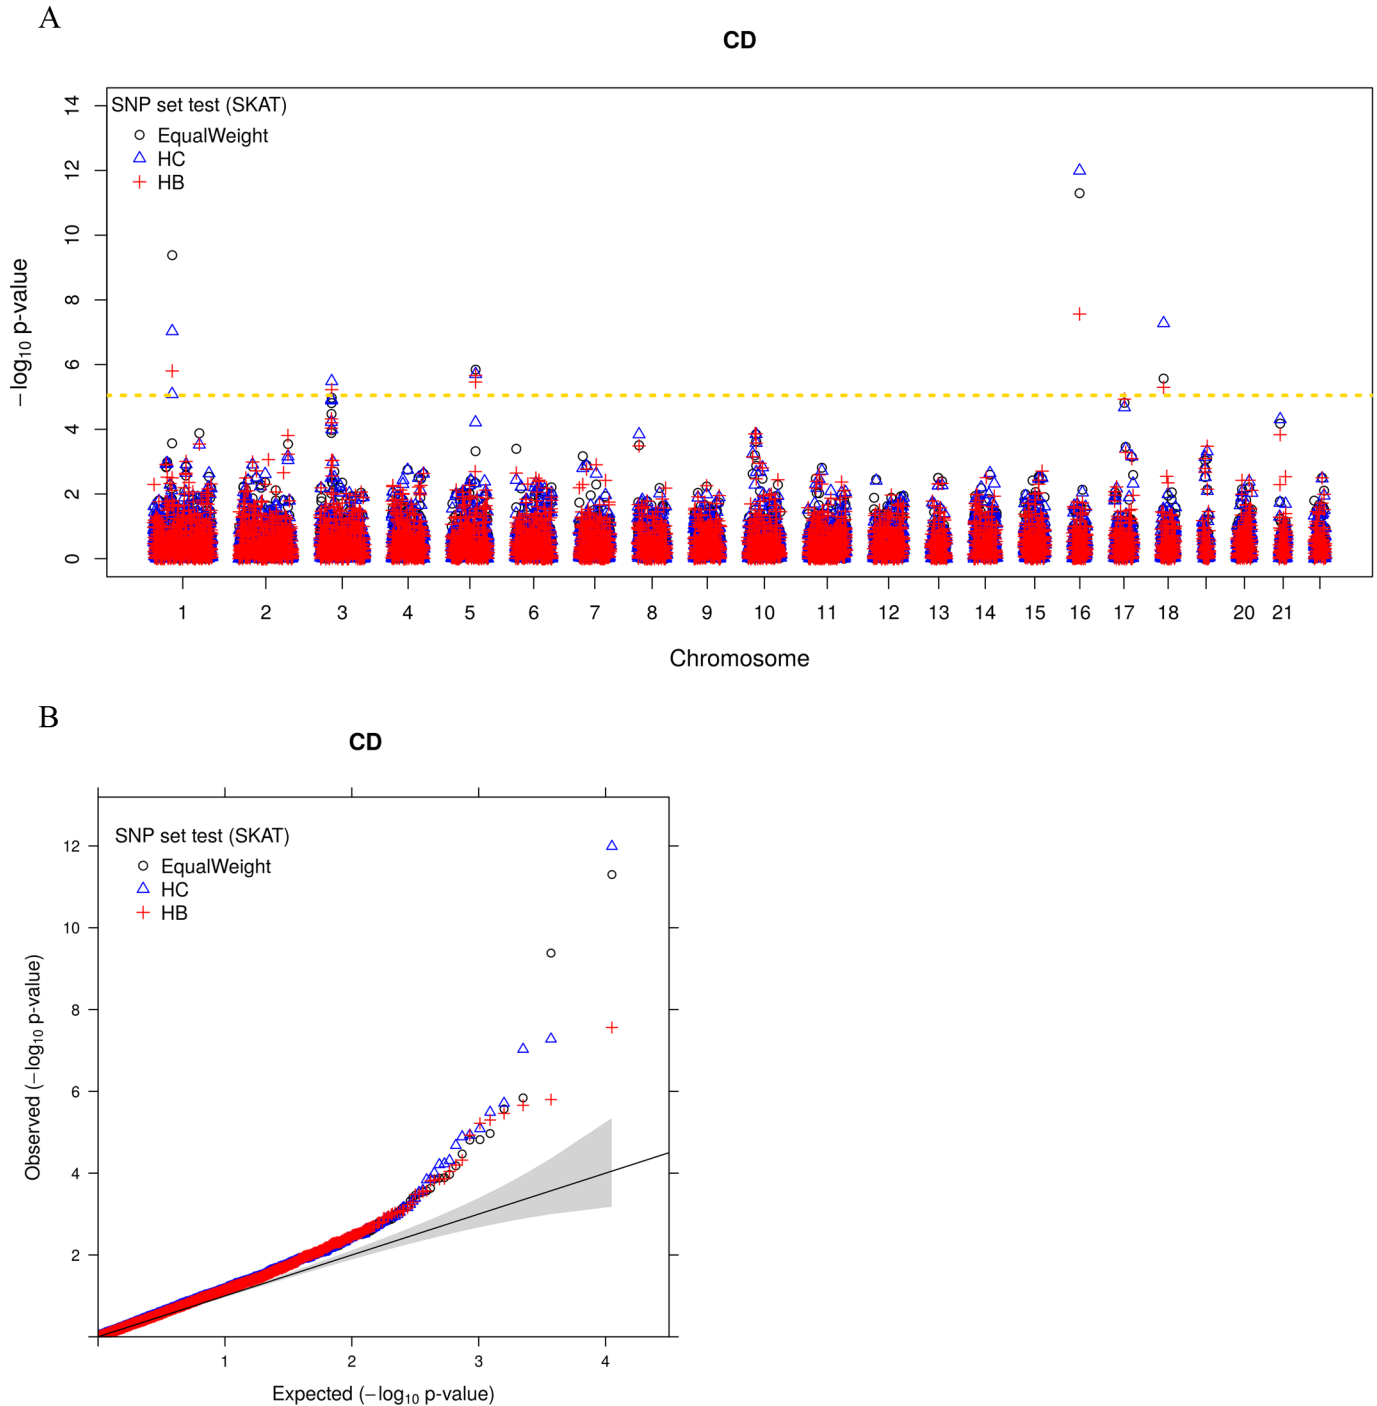 A
CD
SNP set test (SKAT)
EqualWeight
HC
HB
14
12
10
8
6
4
2
0
−log10 p-value
1 2 3 4 5 6 7 8 9 10 11 12 13 14 15 16 17 18 20 21
Chromosome
B
CD
SNP set test (SKAT)
EqualWeight
HC
HB
12
10
8
6
4
2
Observed (−log10 p-value)
1 2 3 4
Expected (−log10 p-value)